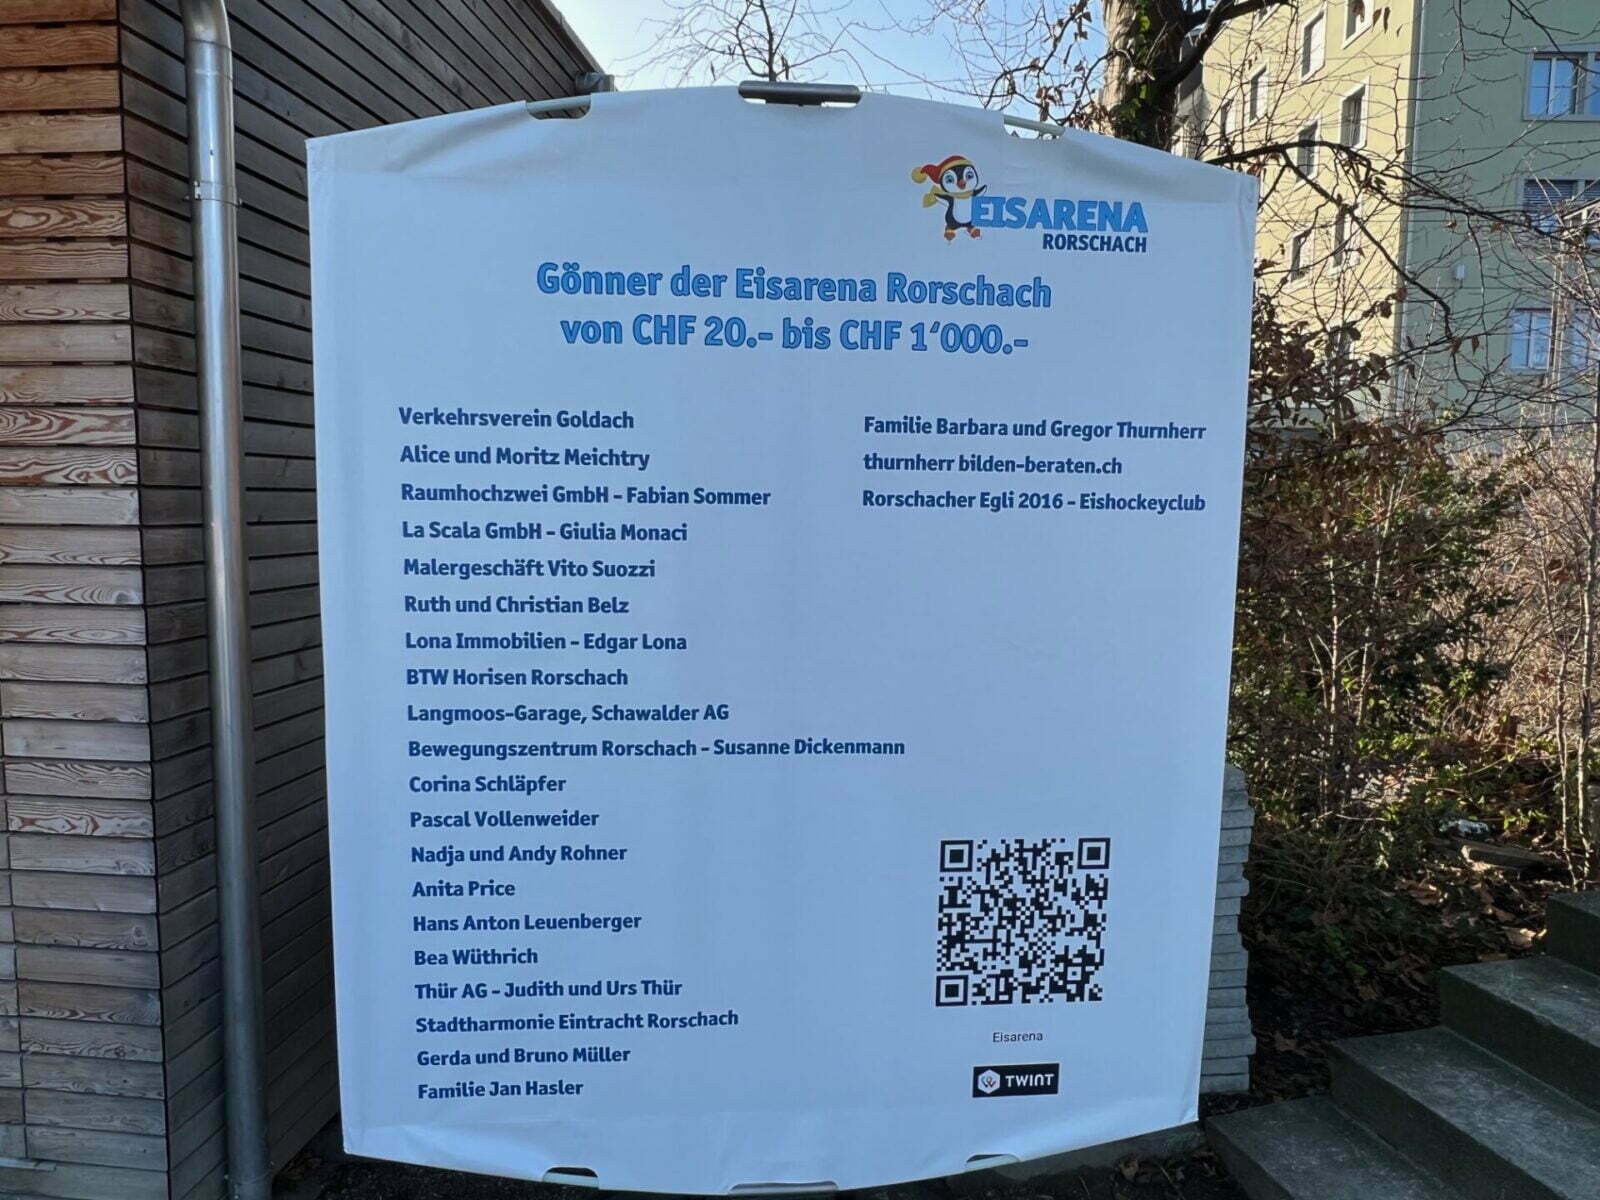 EISARENA
RORSCHACH
Gönner der Eisarena Rorschach
von CHF 20.- bis CHF 1‘000.-
Verkehrsverein Goldach
Alice und Moritz Meichtry
Raumhochzwei GmbH - Fabian Sommer
La Scala GmbH - Giulia Monaci
Malergeschäft Vito Suozzi
Ruth und Christian Belz
Lona Immobilien - Edgar Lona
BTW Horisen Rorschach
Langmoos-Garage, Schawalder AG
Bewegungszentrum Rorschach - Susanne Dickenmann
Corina Schläpfer
Pascal Vollenweider
Nadja und Andy Rohner
Anita Price
Hans Anton Leuenberger
Bea Wüthrich
Thür AG - Judith und Urs Thür
Stadtharmonie Eintracht Rorschach
Gerda und Bruno Müller
Familie Jan Hasler
Familie Barbara und Gregor Thurnherr
thurnherr bilden-beraten.ch
Rorschacher Egli 2016 - Eishockeyclub
Eisarena
TWINT